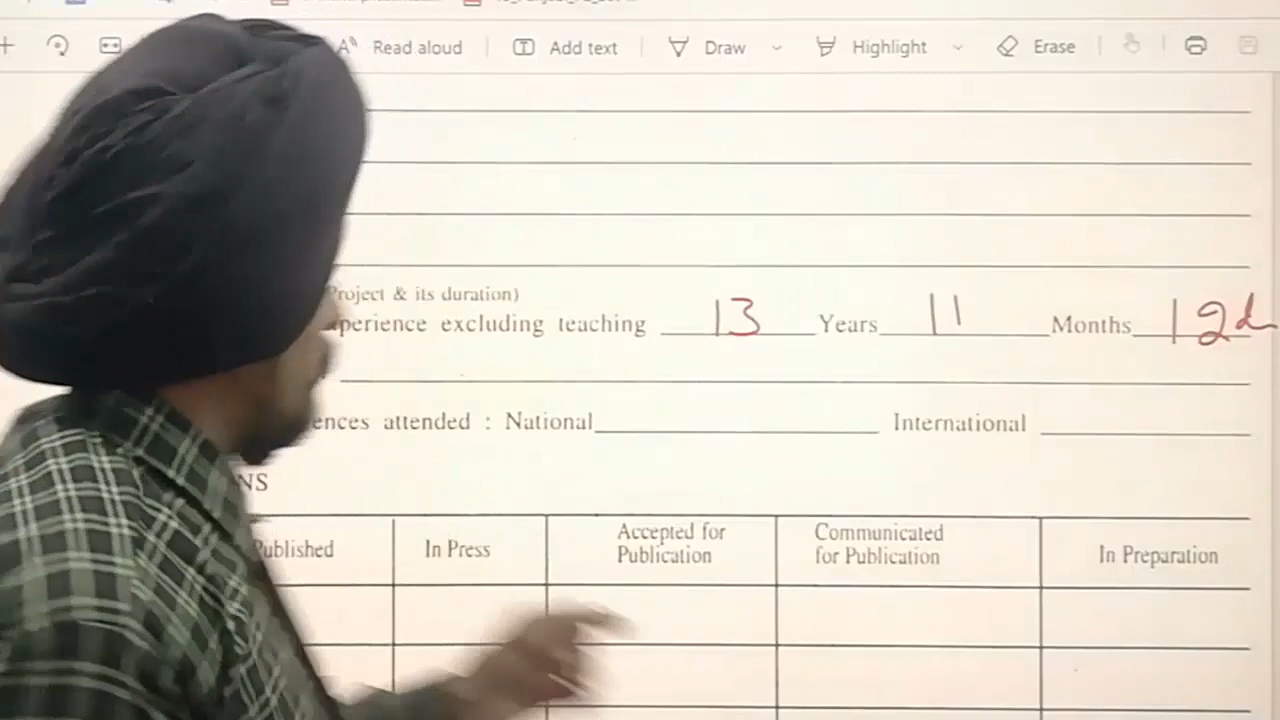 Read aloud Add text Draw Highlight Erase
Project & its duration)
xperience excluding teaching 13 Years 11 Months 12d
ences attended : National International
NS
Published In Press Accepted for Publication Communicated for Publication In Preparation